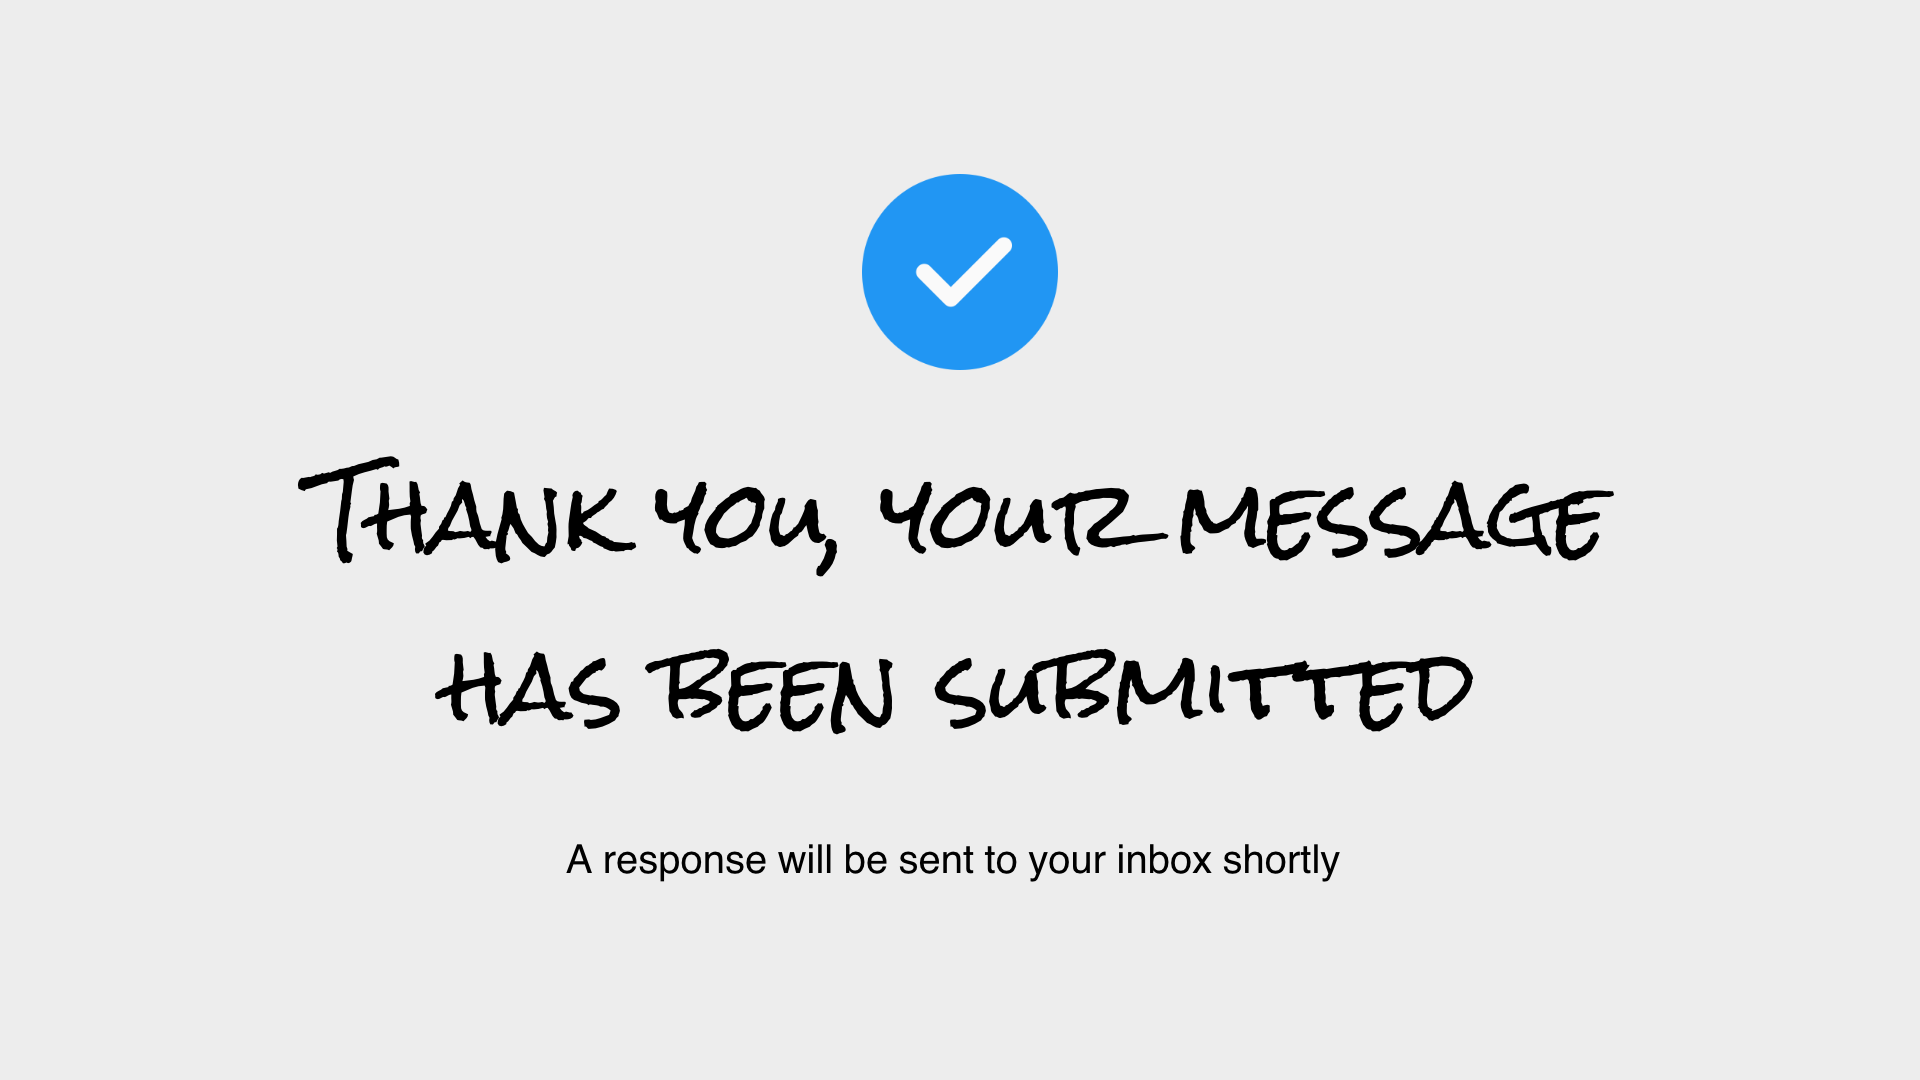 Thank you, your message
has been submitted
A response will be sent to your inbox shortly